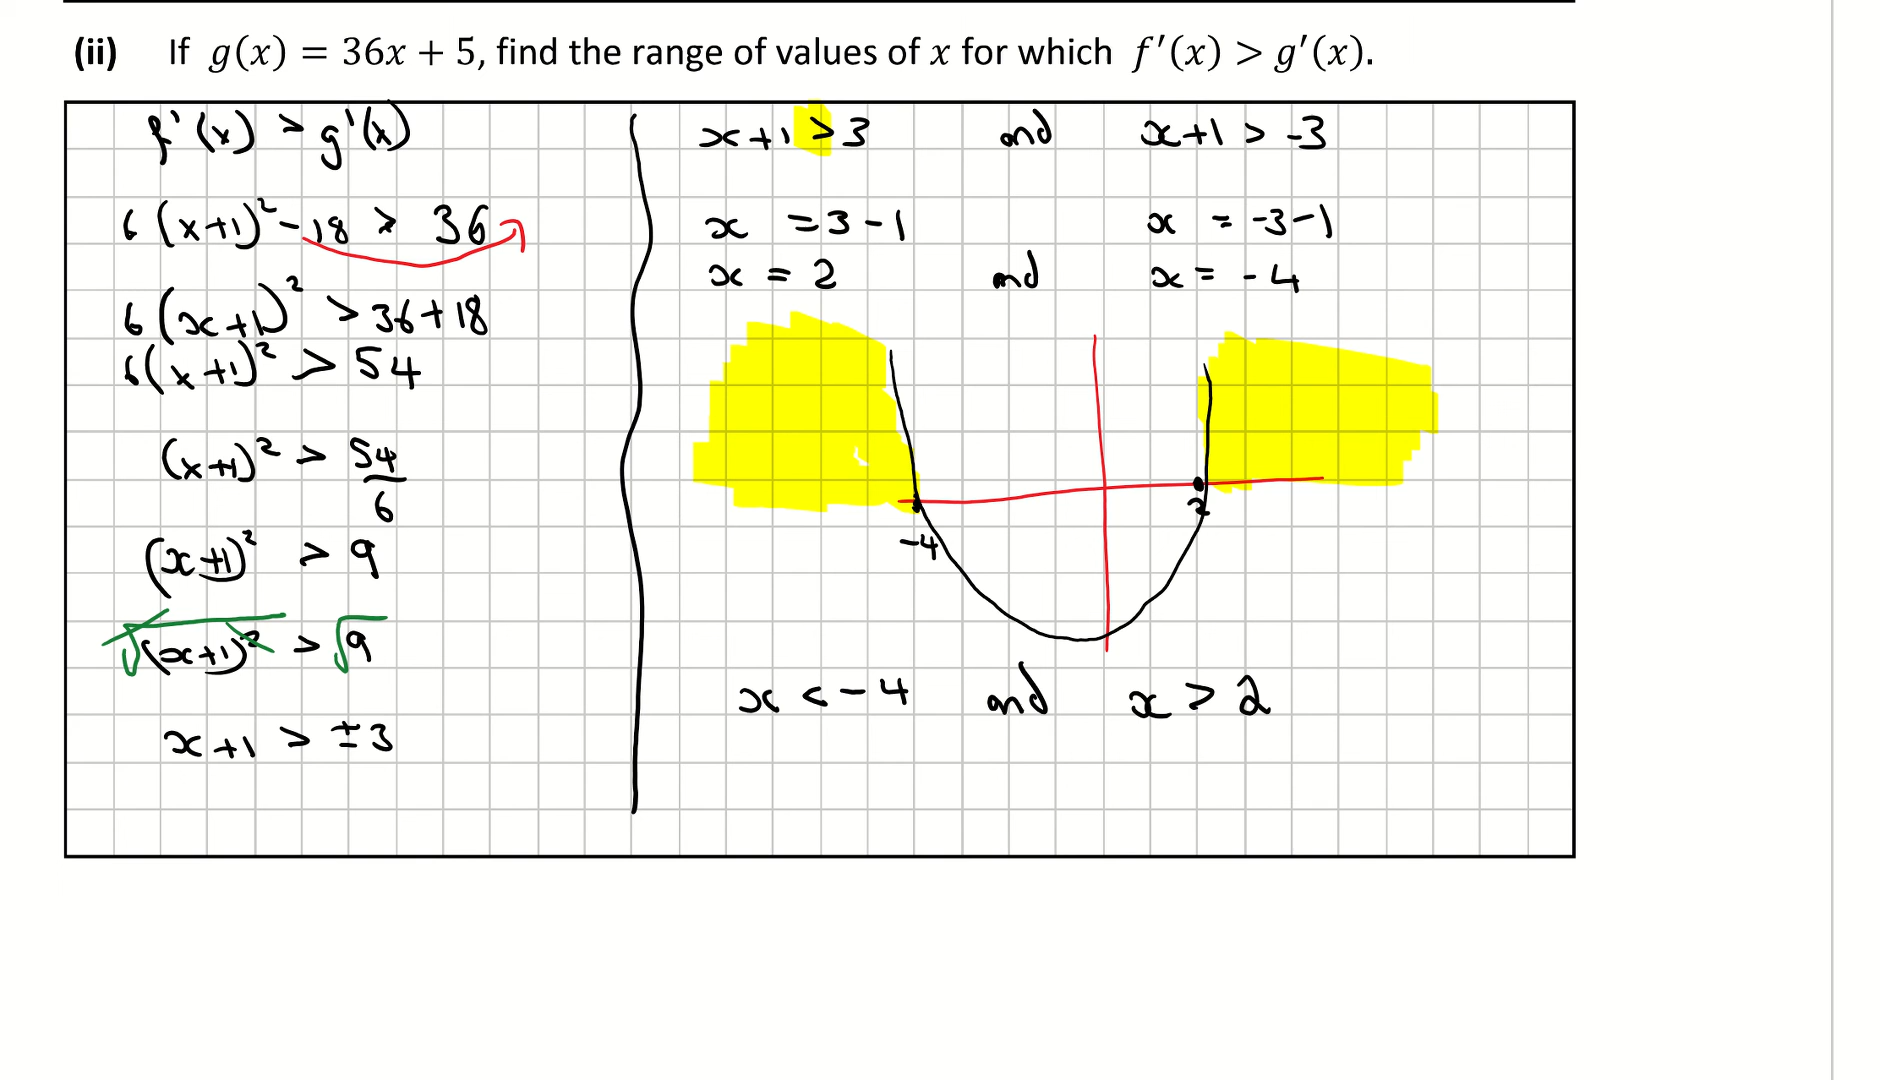 (ii) If g(x) = 36x + 5, find the range of values of x for which f′(x) > g′(x).
f'(x) > g'(x)
6(x+1)² - 18 > 36
6(x+1)² > 36+18
6(x+1)² > 54
(x+1)² > 54/6
(x+1)² > 9
√(x+1)² > √9
x+1 > ±3
x+1 > 3 and x+1 > -3
x = 3-1 x = -3-1
x = 2 and x = -4
-4 2
x < -4 and x > 2